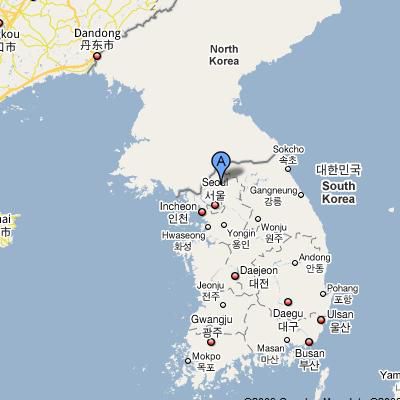 Dandong
丹东市
kou
口市
North
Korea
A
Sokcho
속초
대한민국
South
Korea
Seoul
서울
Gangneung
강릉
Incheon
인천
Hwaseong
화성
Yongin
용인
Wonju
원주
Andong
안동
Daejeon
대전
Jeonju
전주
Pohang
포항
Daegu
대구
Ulsan
울산
Gwangju
광주
Masan
마산
Busan
부산
Mokpo
목포
hai
市
Yam